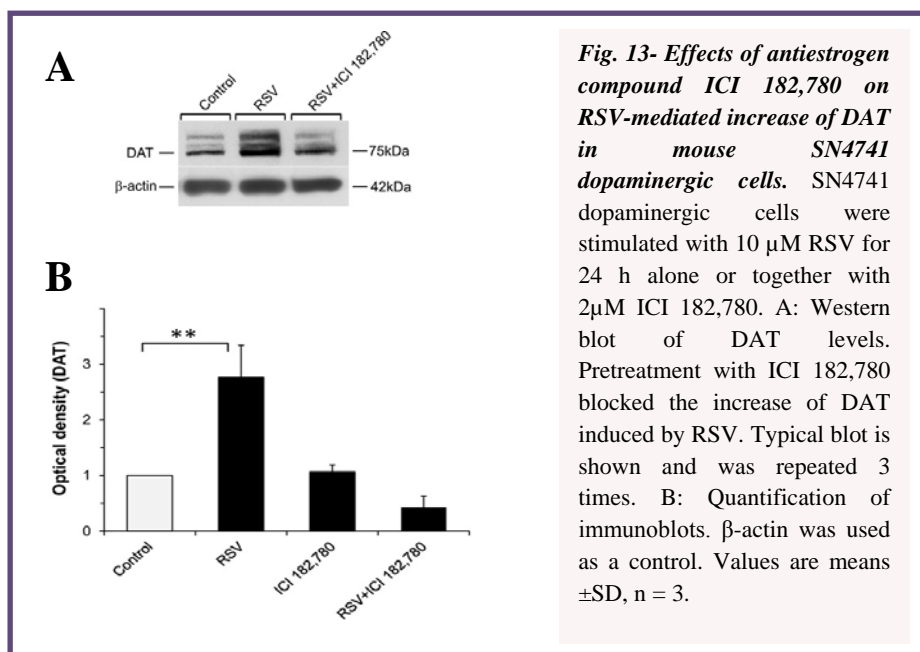 A
Control
RSV
RSV+ICI 182,780
DAT
75kDa
β-actin
42kDa
B
**
Optical density (DAT)
3
2
1
0
Control
RSV
ICI 182,780
RSV+ICI 182,780
Fig. 13- Effects of antiestrogen
compound ICI 182,780 on
RSV-mediated increase of DAT
in mouse SN4741
dopaminergic cells. SN4741
dopaminergic cells were
stimulated with 10 µM RSV for
24 h alone or together with
2µM ICI 182,780. A: Western
blot of DAT levels.
Pretreatment with ICI 182,780
blocked the increase of DAT
induced by RSV. Typical blot is
shown and was repeated 3
times. B: Quantification of
immunoblots. β-actin was used
as a control. Values are means
±SD, n = 3.